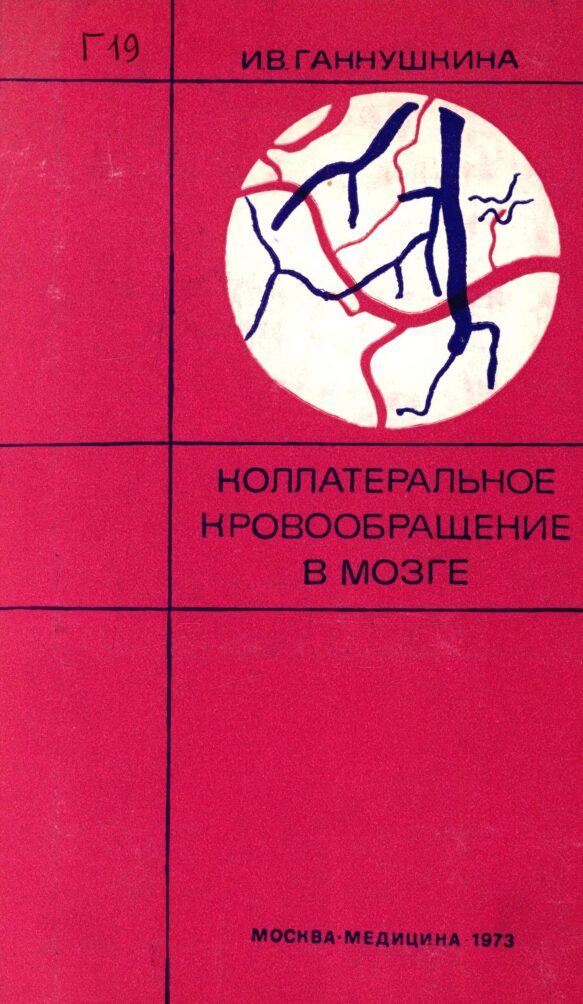 Г19
И.В. ГАННУШКИНА
КОЛЛАТЕРАЛЬНОЕ
КРОВООБРАЩЕНИЕ
В МОЗГЕ
МОСКВА·МЕДИЦИНА·1973